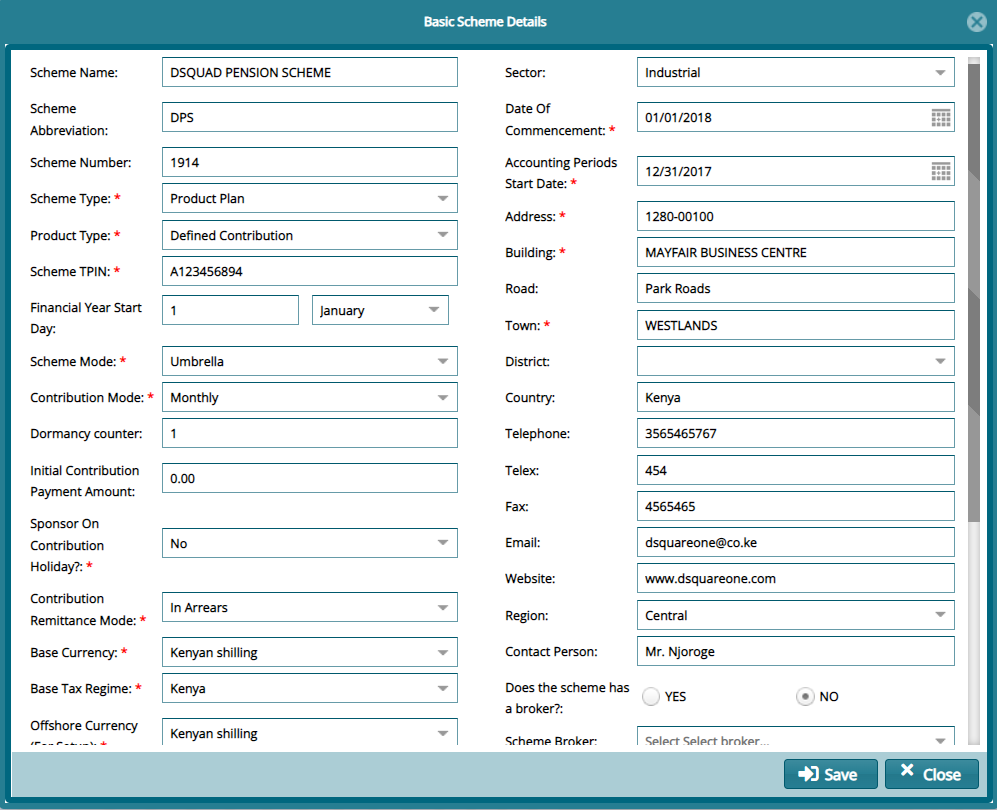 Basic Scheme Details
Scheme Name: DSQUAD PENSION SCHEME
Scheme
Abbreviation: DPS
Scheme Number: 1914
Scheme Type: * Product Plan
Product Type: * Defined Contribution
Scheme TPIN: * A123456894
Financial Year Start
Day: 1 January
Scheme Mode: * Umbrella
Contribution Mode: * Monthly
Dormancy counter: 1
Initial Contribution
Payment Amount: 0.00
Sponsor On
Contribution
Holiday?: * No
Contribution
Remittance Mode: * In Arrears
Base Currency: * Kenyan shilling
Base Tax Regime: * Kenya
Offshore Currency
(For Setup): * Kenyan shilling
Sector: Industrial
Date Of
Commencement: * 01/01/2018
Accounting Periods
Start Date: * 12/31/2017
Address: * 1280-00100
Building: * MAYFAIR BUSINESS CENTRE
Road: Park Roads
Town: * WESTLANDS
District:
Country: Kenya
Telephone: 3565465767
Telex: 454
Fax: 4565465
Email: dsquareone@co.ke
Website: www.dsquareone.com
Region: Central
Contact Person: Mr. Njoroge
Does the scheme has
a broker?: YES NO
Scheme Broker: Select Select broker...
Save Close